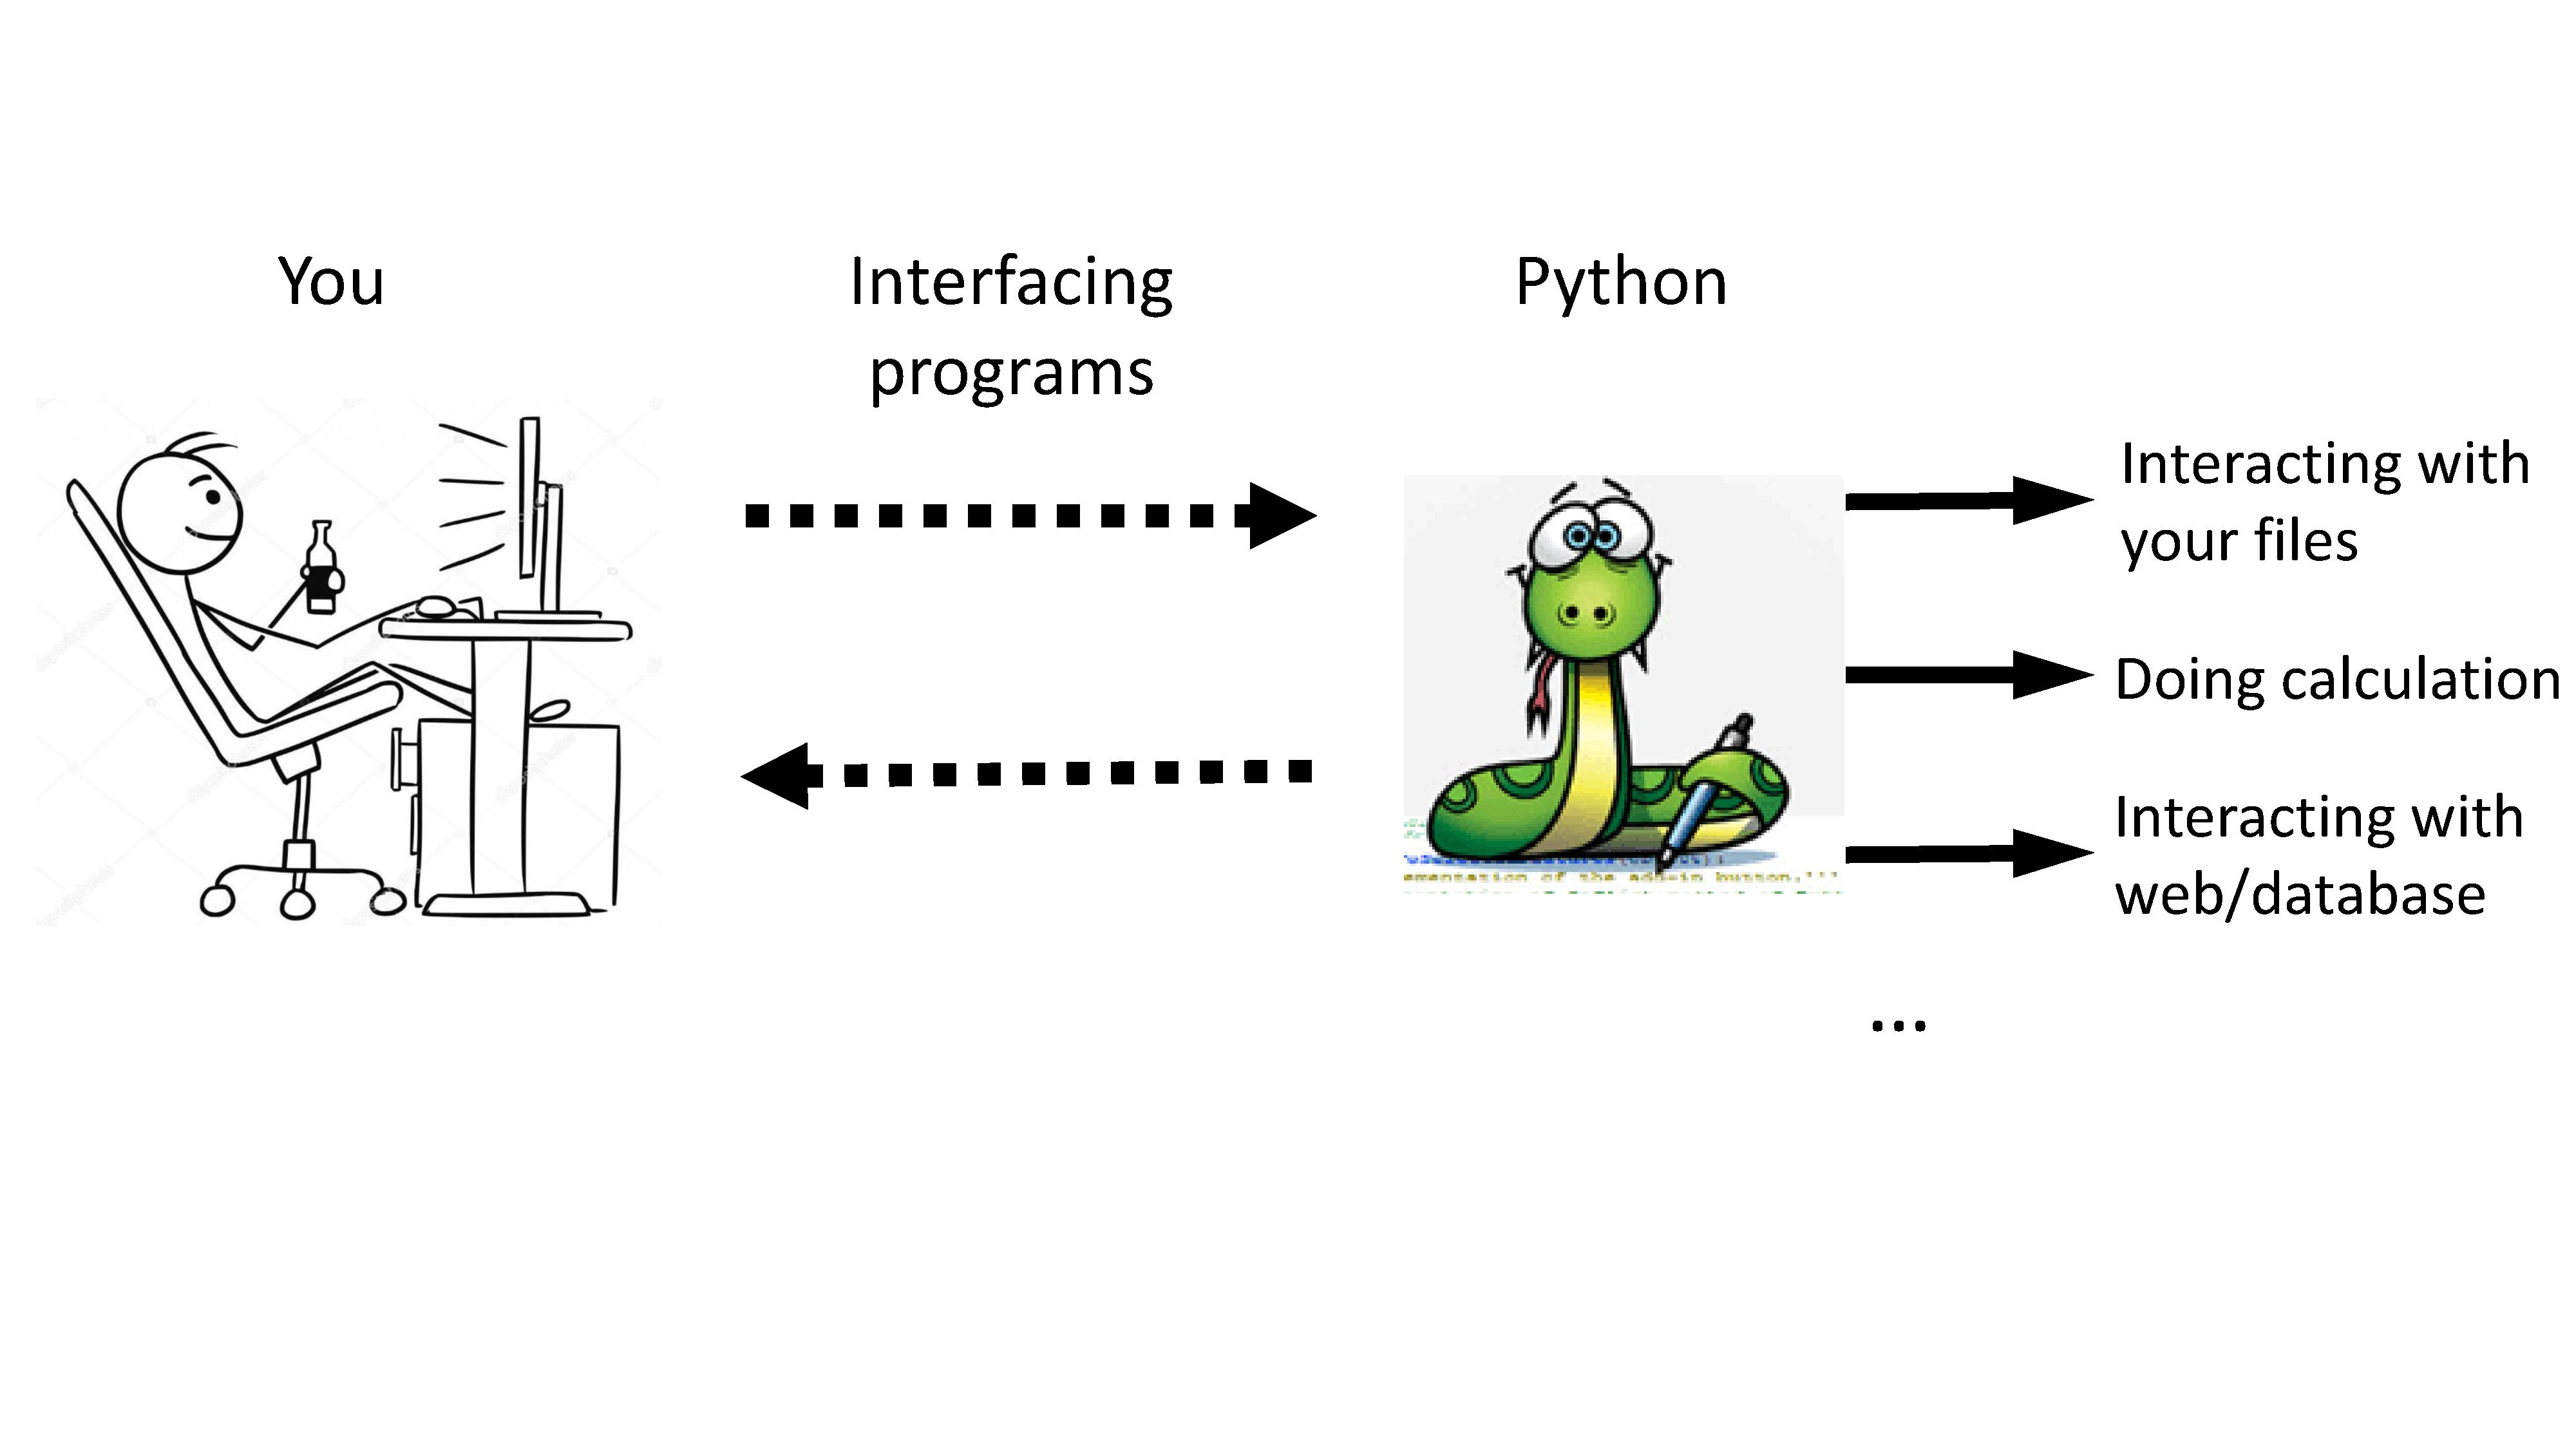 You
Interfacing
programs
Python
Interacting with
your files
Doing calculation
Interacting with
web/database
...
ementation of the add-in button.'''